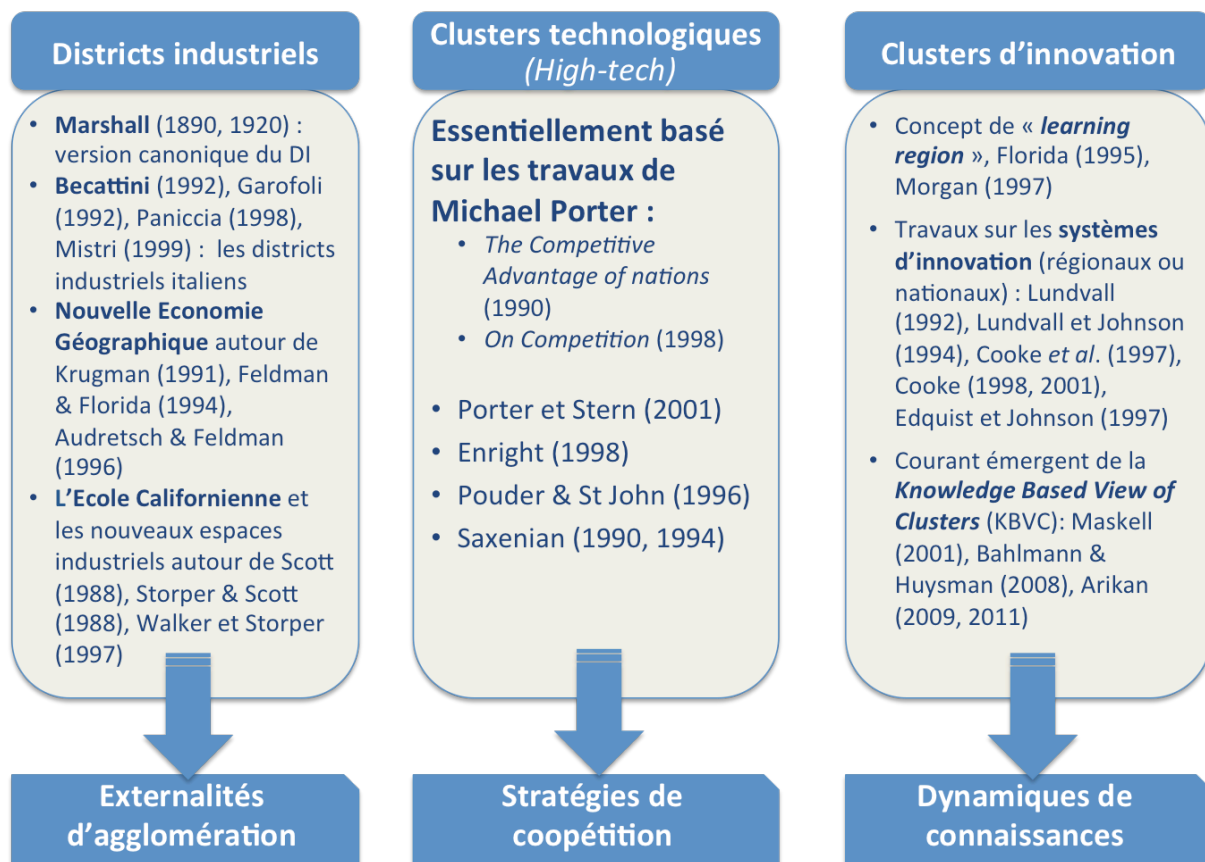 Districts industriels
• Marshall (1890, 1920) :
version canonique du DI
• Becattini (1992), Garofoli
(1992), Paniccia (1998),
Mistri (1999) : les districts
industriels italiens
• Nouvelle Economie
Géographique autour de
Krugman (1991), Feldman
& Florida (1994),
Audretsch & Feldman
(1996)
• L’Ecole Californienne et
les nouveaux espaces
industriels autour de Scott
(1988), Storper & Scott
(1988), Walker et Storper
(1997)
Externalités
d’agglomération
Clusters technologiques
(High-tech)
Essentiellement basé
sur les travaux de
Michael Porter :
• The Competitive
Advantage of nations
(1990)
• On Competition (1998)
• Porter et Stern (2001)
• Enright (1998)
• Pouder & St John (1996)
• Saxenian (1990, 1994)
Stratégies de
coopétition
Clusters d’innovation
• Concept de « learning
region », Florida (1995),
Morgan (1997)
• Travaux sur les systèmes
d’innovation (régionaux ou
nationaux) : Lundvall
(1992), Lundvall et Johnson
(1994), Cooke et al. (1997),
Cooke (1998, 2001),
Edquist et Johnson (1997)
• Courant émergent de la
Knowledge Based View of
Clusters (KBVC): Maskell
(2001), Bahlmann &
Huysman (2008), Arikan
(2009, 2011)
Dynamiques de
connaissances